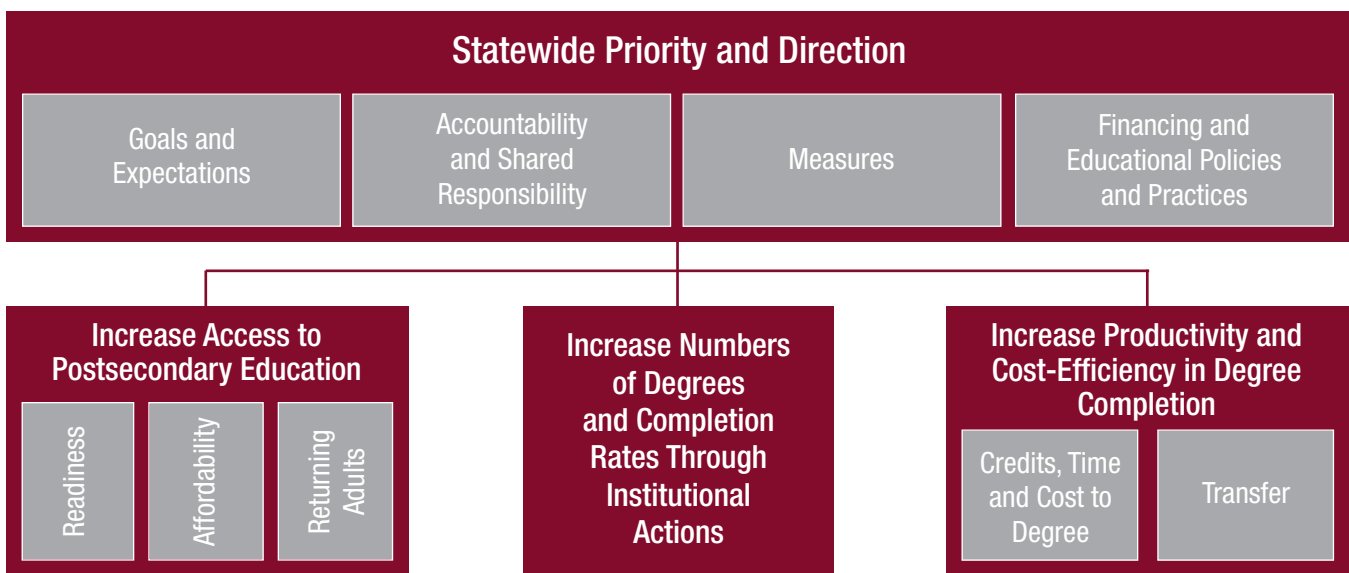 Statewide Priority and Direction
Goals and
Expectations
Accountability
and Shared
Responsibility
Measures
Financing and
Educational Policies
and Practices
Increase Access to
Postsecondary Education
Readiness
Affordability
Returning
Adults
Increase Numbers
of Degrees
and Completion
Rates Through
Institutional
Actions
Increase Productivity and
Cost-Efficiency in Degree
Completion
Credits, Time
and Cost to
Degree
Transfer